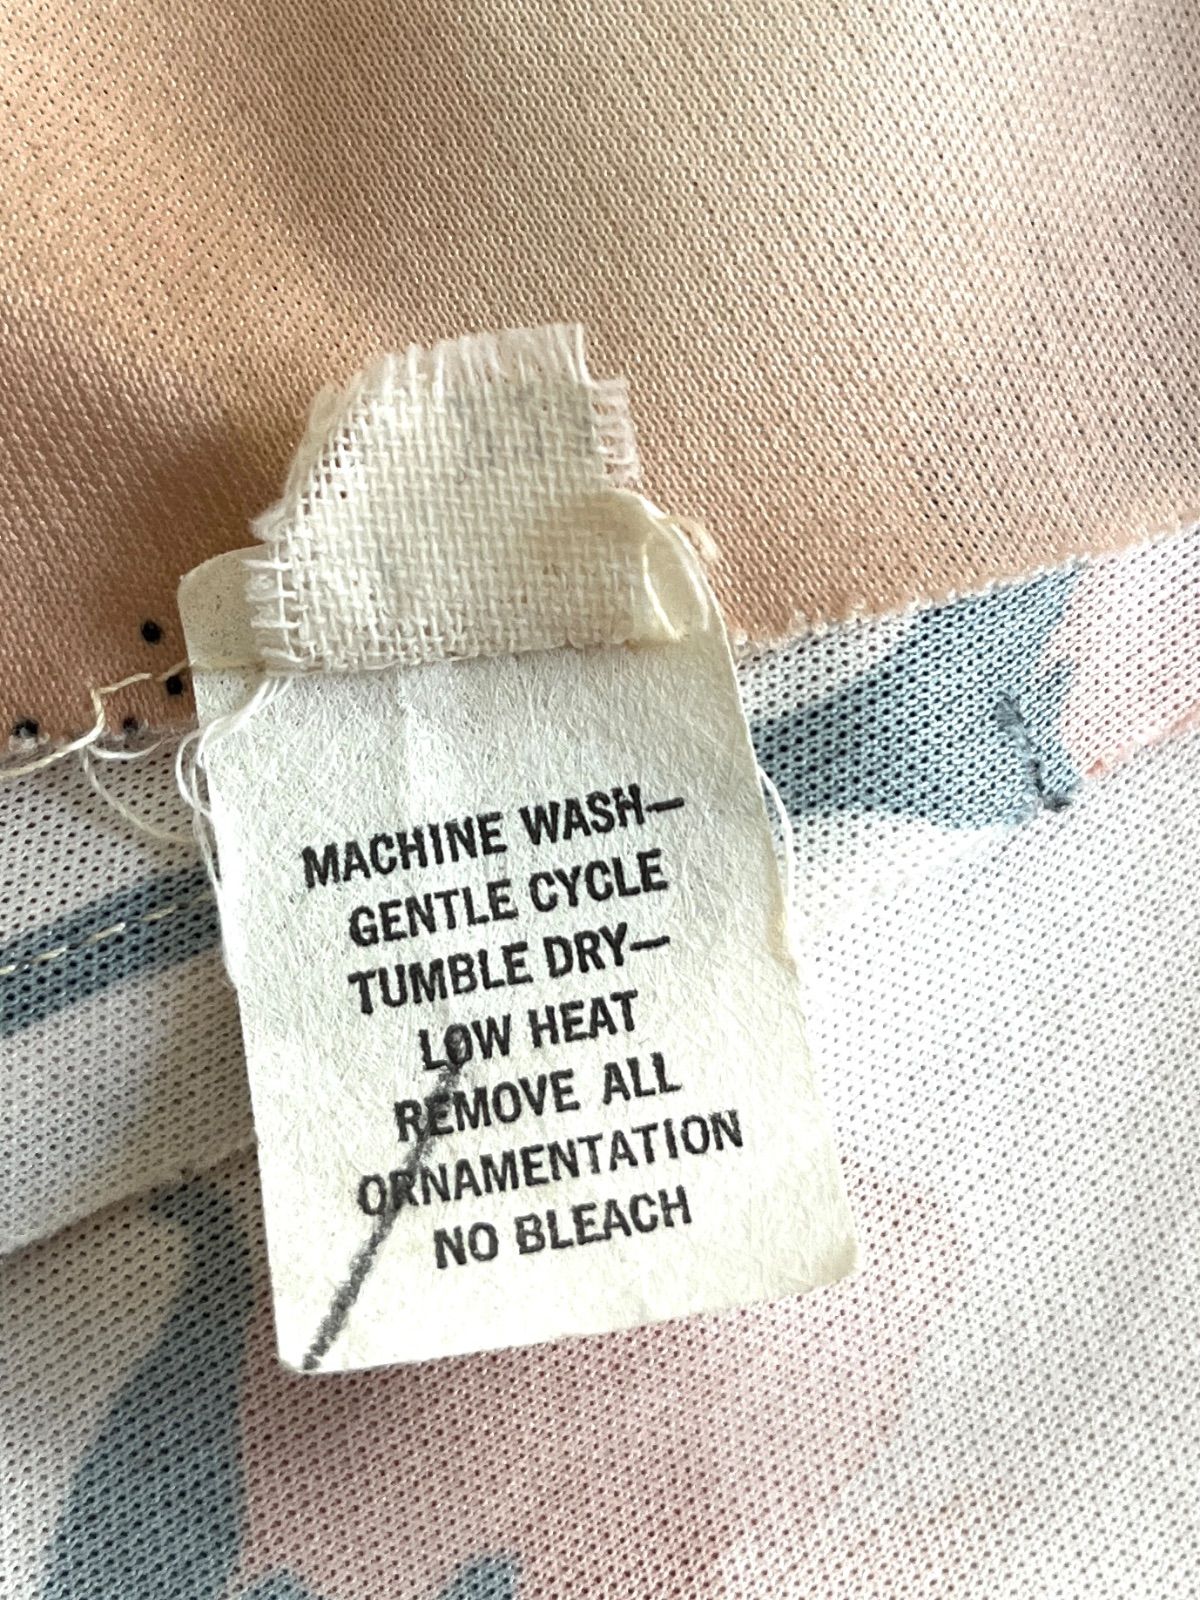 MACHINE WASH—
GENTLE CYCLE
TUMBLE DRY—
LOW HEAT
REMOVE ALL
ORNAMENTATION
NO BLEACH